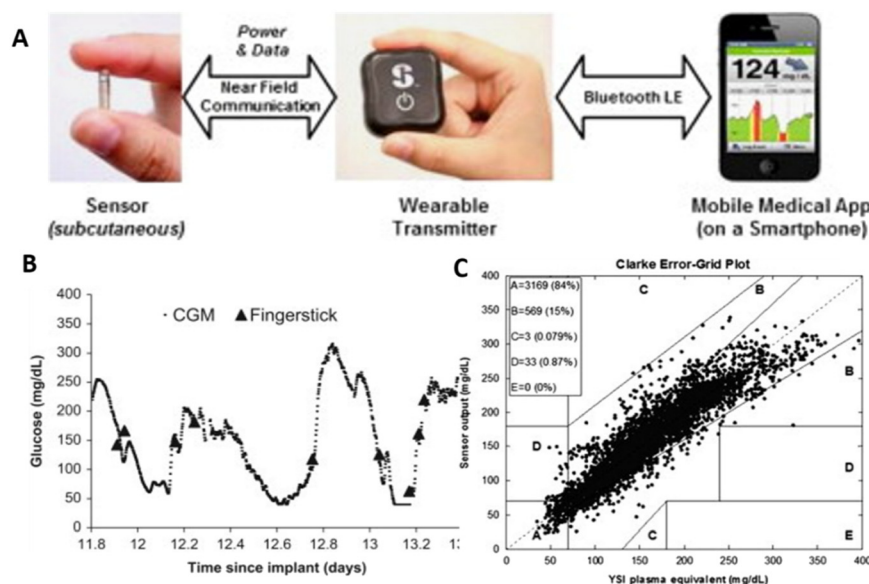 A
Power
& Data
Near Field
Communication
Bluetooth LE
S
124
mg / dL
Sensor
(subcutaneous)
Wearable
Transmitter
Mobile Medical App
(on a Smartphone)
B
Glucose (mg/dL)
400
350
300
250
200
150
100
50
0
CGM
Fingerstick
11.8 12 12.2 12.4 12.6 12.8 13 13.2 13
Time since implant (days)
C
Clarke Error-Grid Plot
Sensor output (mg/dL)
400
350
300
250
200
150
100
50
0
A=3169 (84%)
B=569 (15%)
C=3 (0.079%)
D=33 (0.87%)
E=0 (0%)
C
B
B
D
D
A
C
E
0 50 100 150 200 250 300 350 400
YSI plasma equivalent (mg/dL)